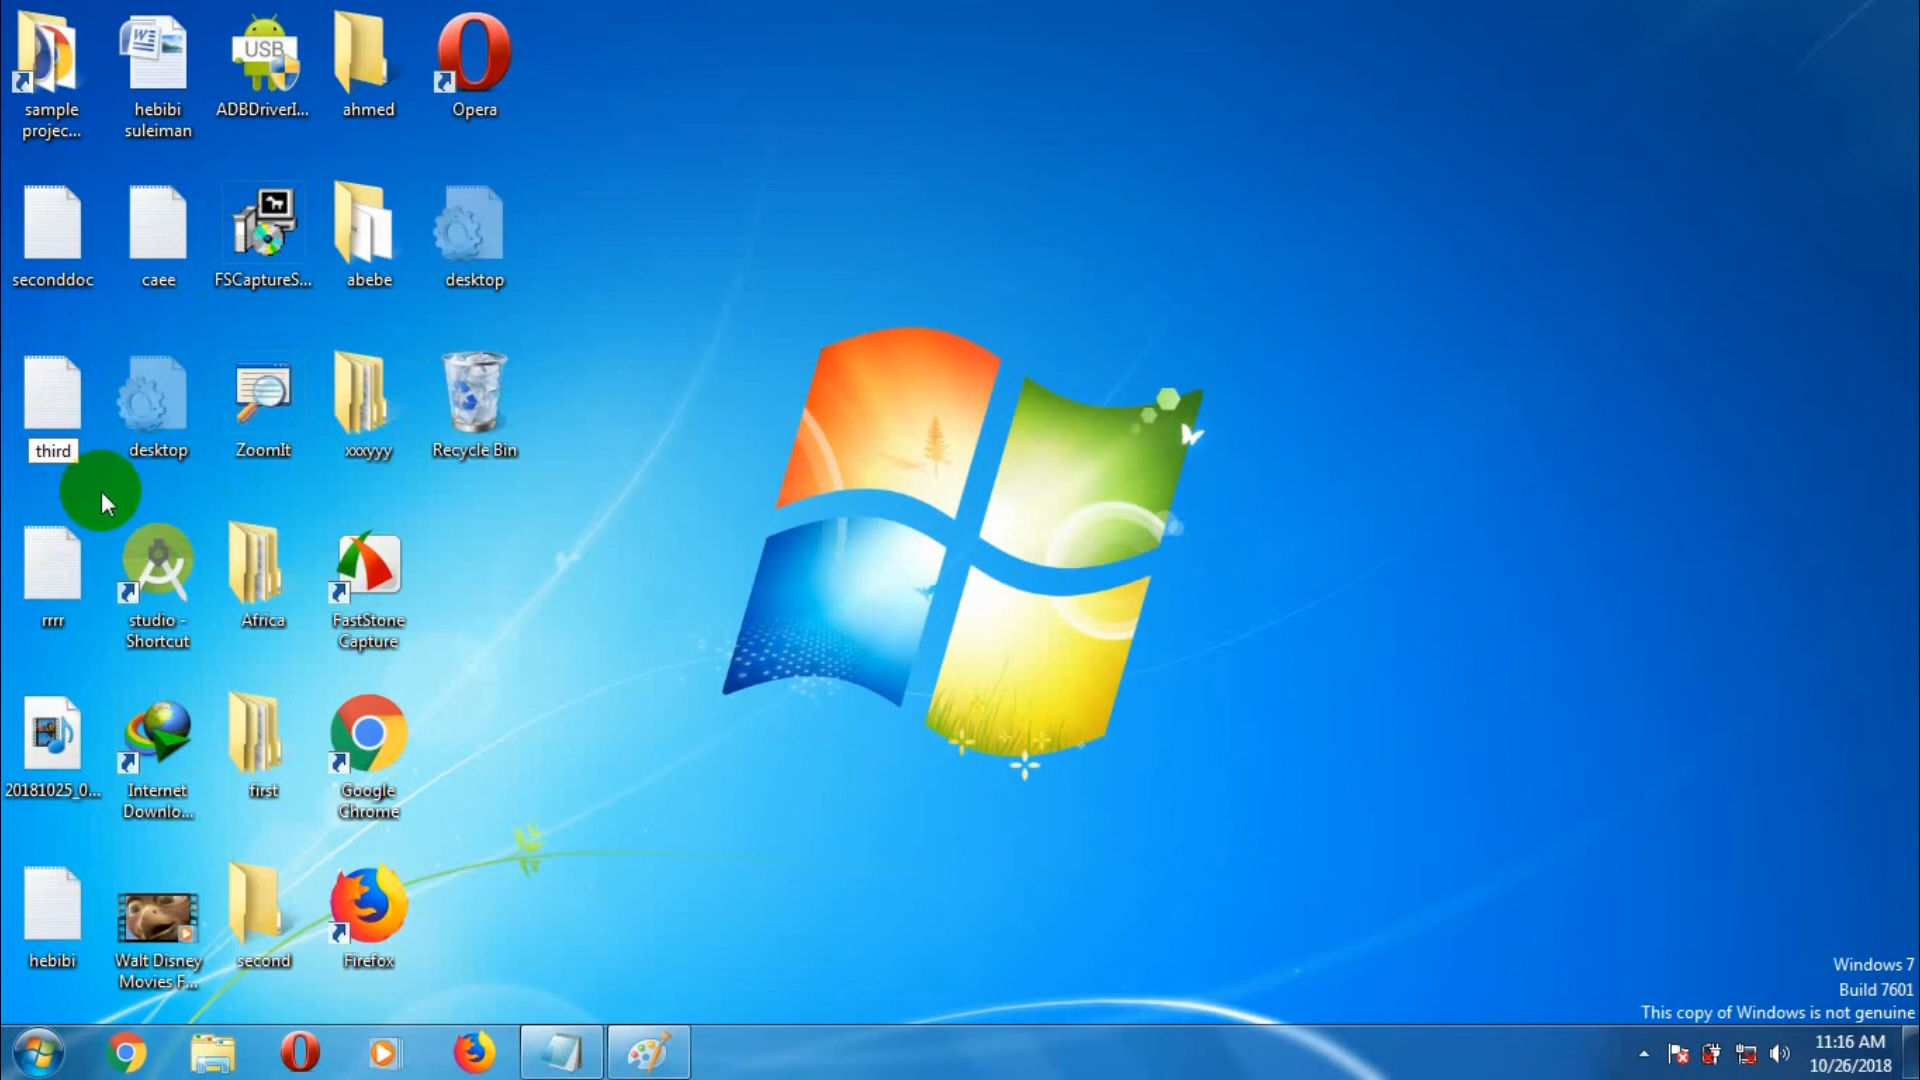 sample
projec...
hebibi
suleiman
USB
ADBDriverI...
ahmed
Opera
seconddoc
caee
FSCaptureS...
abebe
desktop
third
desktop
ZoomIt
xxxyyy
Recycle Bin
rrrr
studio -
Shortcut
Africa
FastStone
Capture
20181025_0...
Internet
Downlo...
first
Google
Chrome
hebibi
Walt Disney
Movies F...
second
Firefox
Windows 7
Build 7601
This copy of Windows is not genuine
11:16 AM
10/26/2018